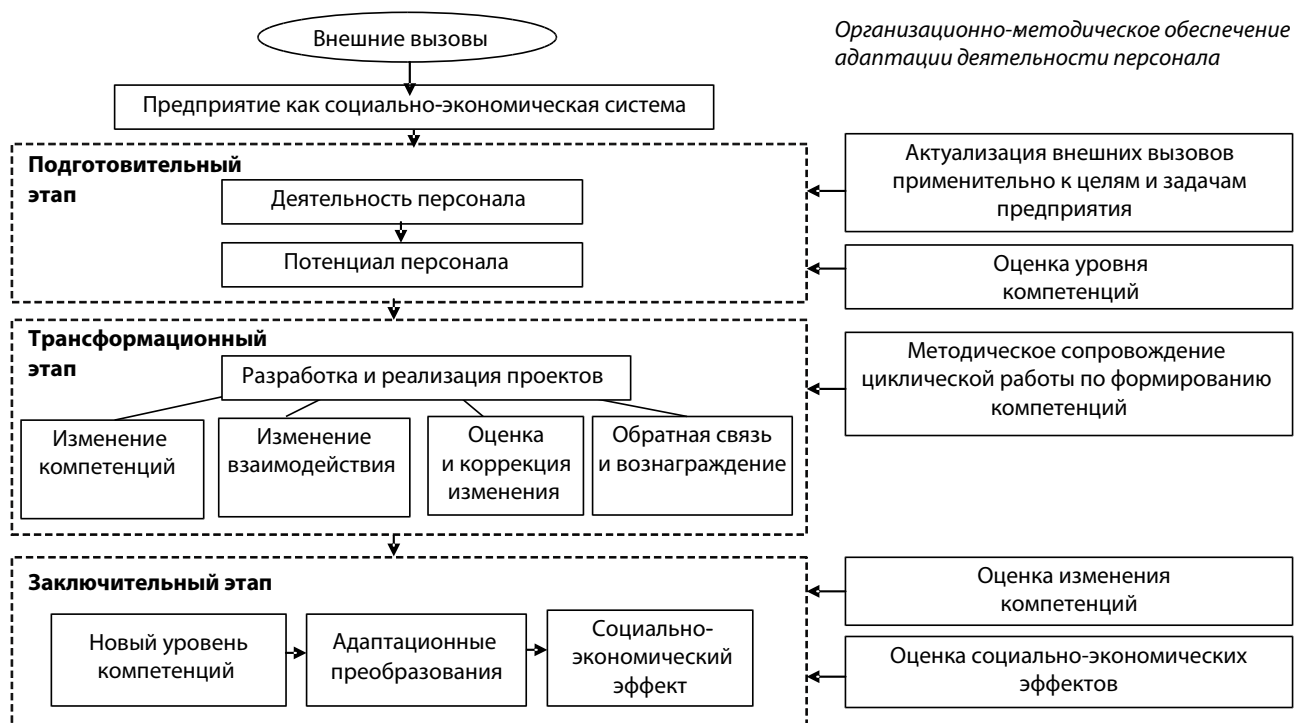 Внешние вызовы
Организационно-методическое обеспечение
адаптации деятельности персонала
Предприятие как социально-экономическая система
Подготовительный
этап
Деятельность персонала
Потенциал персонала
Актуализация внешних вызовов
применительно к целям и задачам
предприятия
Оценка уровня
компетенций
Трансформационный
этап
Разработка и реализация проектов
Изменение
компетенций
Изменение
взаимодействия
Оценка
и коррекция
изменения
Обратная связь
и вознаграждение
Методическое сопровождение
циклической работы по формированию
компетенций
Заключительный этап
Новый уровень
компетенций
Адаптационные
преобразования
Социально-
экономический
эффект
Оценка изменения
компетенций
Оценка социально-экономических
эффектов